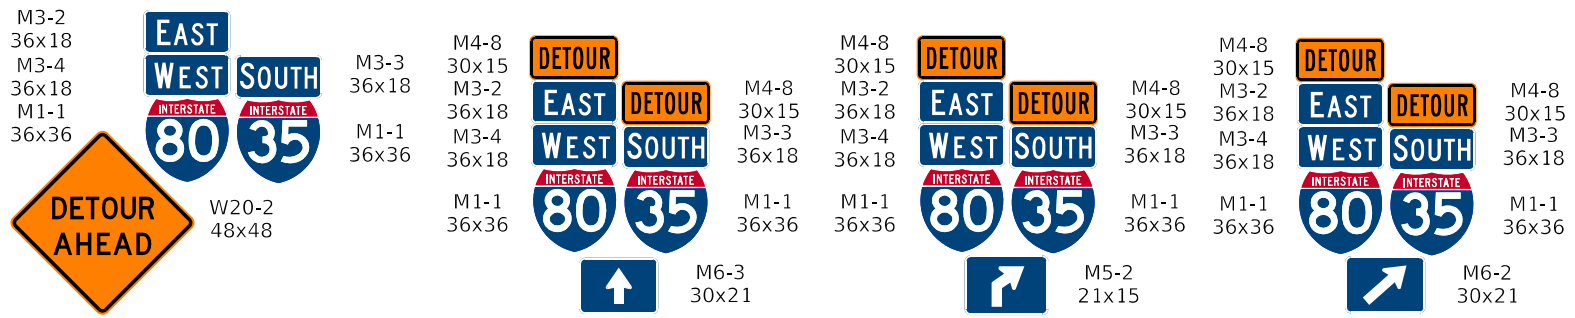 M3-2
36x18
M3-4
36x18
M1-1
36x36
EAST
WEST
SOUTH
INTERSTATE
80
INTERSTATE
35
M3-3
36x18
M1-1
36x36
DETOUR
AHEAD
W20-2
48x48
M4-8
30x15
M3-2
36x18
M3-4
36x18
M1-1
36x36
DETOUR
EAST
DETOUR
WEST
SOUTH
INTERSTATE
80
INTERSTATE
35
M4-8
30x15
M3-3
36x18
M1-1
36x36
M6-3
30x21
M4-8
30x15
M3-2
36x18
M3-4
36x18
M1-1
36x36
DETOUR
EAST
DETOUR
WEST
SOUTH
INTERSTATE
80
INTERSTATE
35
M4-8
30x15
M3-3
36x18
M1-1
36x36
M5-2
21x15
M4-8
30x15
M3-2
36x18
M3-4
36x18
M1-1
36x36
DETOUR
EAST
DETOUR
WEST
SOUTH
INTERSTATE
80
INTERSTATE
35
M4-8
30x15
M3-3
36x18
M1-1
36x36
M6-2
30x21